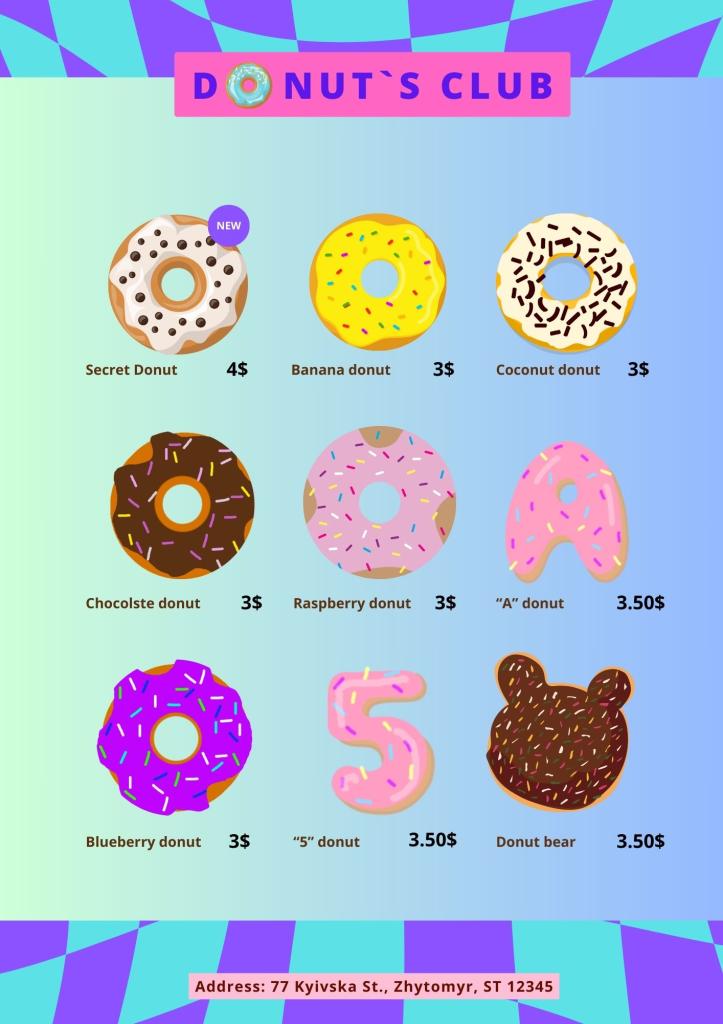 DONUT`S CLUB
NEW
Secret Donut 4$
Banana donut 3$
Coconut donut 3$
Chocolste donut 3$
Raspberry donut 3$
“A” donut 3.50$
Blueberry donut 3$
“5” donut 3.50$
Donut bear 3.50$
Address: 77 Kyivska St., Zhytomyr, ST 12345